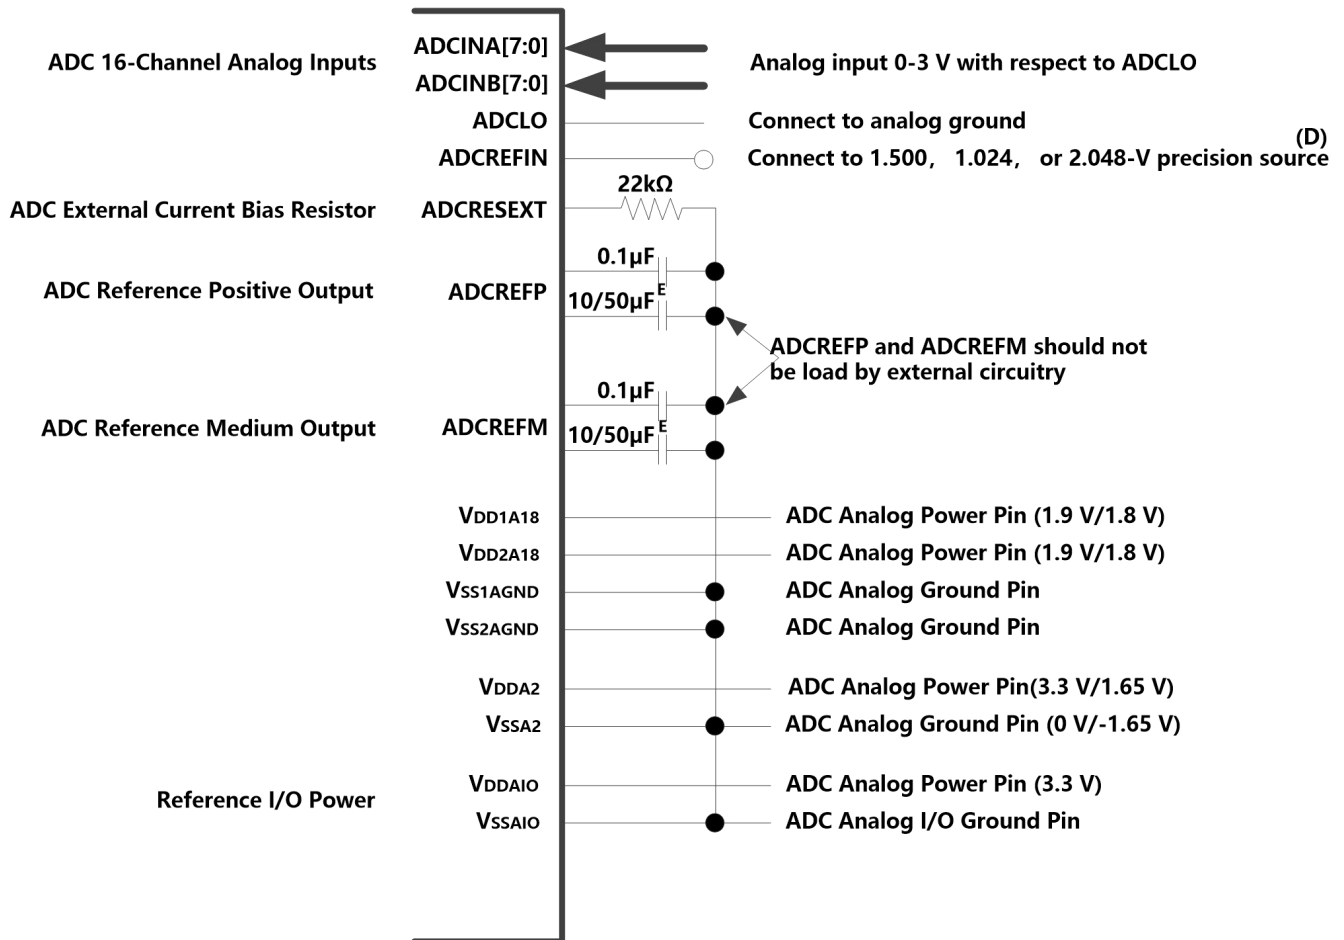 ADC 16-Channel Analog Inputs
ADCINA[7:0]
ADCINB[7:0]
Analog input 0-3 V with respect to ADCLO
ADCLO
Connect to analog ground
(D)
ADCREFIN
Connect to 1.500, 1.024, or 2.048-V precision source
22kΩ
ADC External Current Bias Resistor
ADCRESEXT
0.1μF
ADC Reference Positive Output
ADCREFP
10/50μF E
ADCREFP and ADCREFM should not
be load by external circuitry
0.1μF
ADC Reference Medium Output
ADCREFM
10/50μF E
VDD1A18
ADC Analog Power Pin (1.9 V/1.8 V)
VDD2A18
ADC Analog Power Pin (1.9 V/1.8 V)
VSS1AGND
ADC Analog Ground Pin
VSS2AGND
ADC Analog Ground Pin
VDDA2
ADC Analog Power Pin(3.3 V/1.65 V)
VSSA2
ADC Analog Ground Pin (0 V/-1.65 V)
VDDAIO
ADC Analog Power Pin (3.3 V)
Reference I/O Power
VSSAIO
ADC Analog I/O Ground Pin